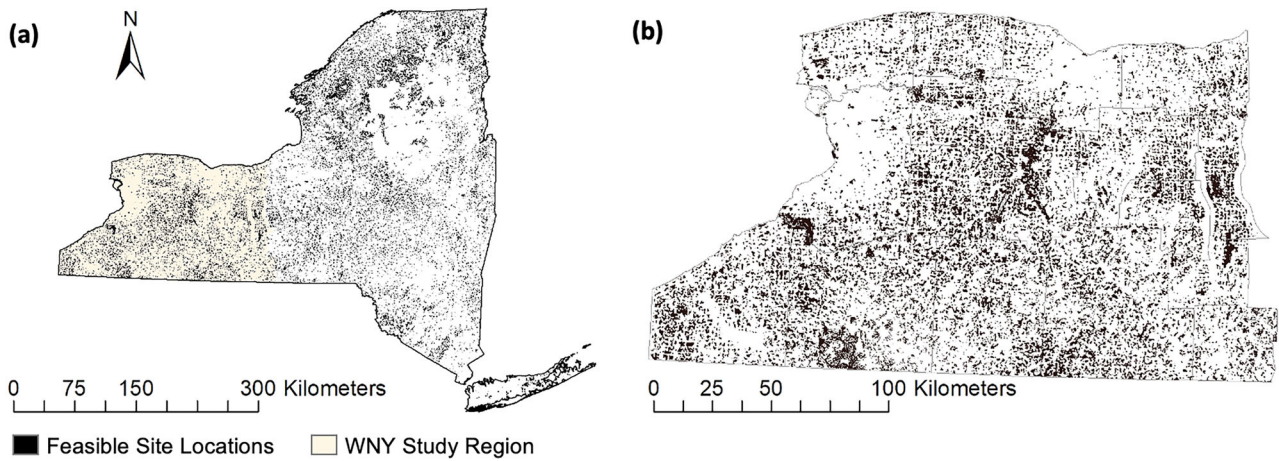 (a)
N
(b)
0 75 150 300 Kilometers
0 25 50 100 Kilometers
Feasible Site Locations WNY Study Region